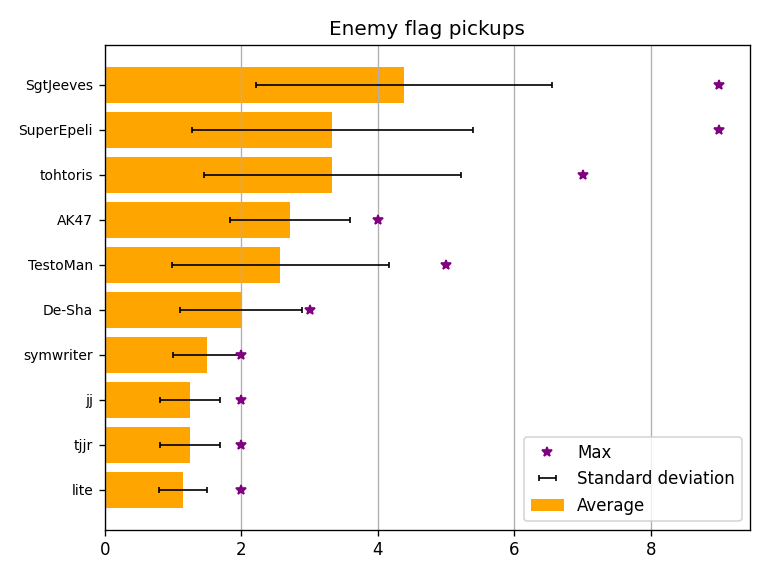 Enemy flag pickups
SgtJeeves
SuperEpeli
tohtoris
AK47
TestoMan
De-Sha
symwriter
jj
tjjr
lite
Max
Standard deviation
Average
0 2 4 6 8